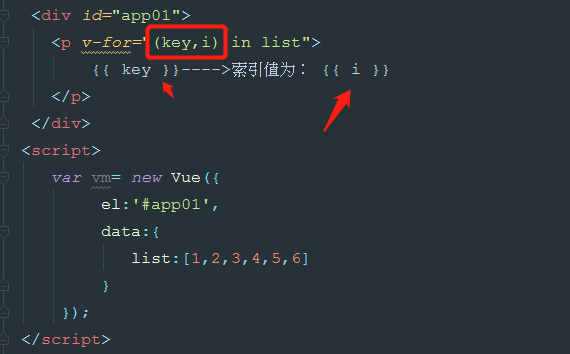 <div id="app01">
<p v-for="(key,i) in list">
{{ key }}---->索引值为: {{ i }}
</p>
</div>
<script>
var vm= new Vue({
el:'#app01',
data:{
list:[1,2,3,4,5,6]
}
});
</script>